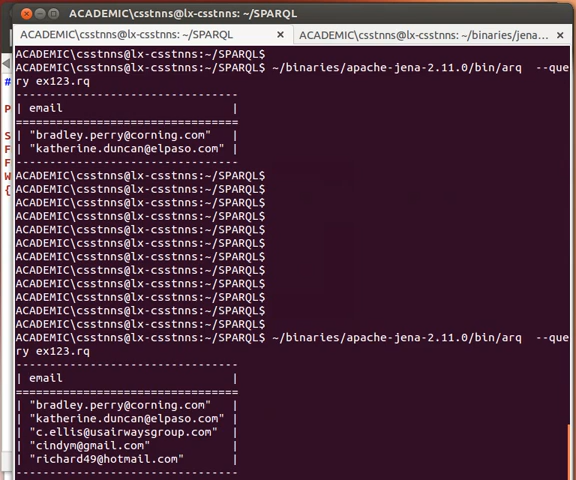 ACADEMIC\csstnns@lx-csstnns: ~/SPARQL
ACADEMIC\csstnns@lx-csstnns: ~/SPARQL × ACADEMIC\csstnns@lx-csstnns: ~/binaries/jena-... ×
ACADEMIC\csstnns@lx-csstnns:~/SPARQL$
ACADEMIC\csstnns@lx-csstnns:~/SPARQL$ ~/binaries/apache-jena-2.11.0/bin/arq  --que
ry ex123.rq
---------------------------------
| email                         |
=================================
| "bradley.perry@corning.com"   |
| "katherine.duncan@elpaso.com" |
---------------------------------
ACADEMIC\csstnns@lx-csstnns:~/SPARQL$
ACADEMIC\csstnns@lx-csstnns:~/SPARQL$
ACADEMIC\csstnns@lx-csstnns:~/SPARQL$
ACADEMIC\csstnns@lx-csstnns:~/SPARQL$
ACADEMIC\csstnns@lx-csstnns:~/SPARQL$
ACADEMIC\csstnns@lx-csstnns:~/SPARQL$
ACADEMIC\csstnns@lx-csstnns:~/SPARQL$
ACADEMIC\csstnns@lx-csstnns:~/SPARQL$
ACADEMIC\csstnns@lx-csstnns:~/SPARQL$
ACADEMIC\csstnns@lx-csstnns:~/SPARQL$
ACADEMIC\csstnns@lx-csstnns:~/SPARQL$
ACADEMIC\csstnns@lx-csstnns:~/SPARQL$
ACADEMIC\csstnns@lx-csstnns:~/SPARQL$ ~/binaries/apache-jena-2.11.0/bin/arq  --que
ry ex123.rq
---------------------------------
| email                         |
=================================
| "bradley.perry@corning.com"   |
| "katherine.duncan@elpaso.com" |
| "c.ellis@usairwaysgroup.com"  |
| "cindym@gmail.com"            |
| "richard49@hotmail.com"       |
---------------------------------
#
P
S
F
F
W
{